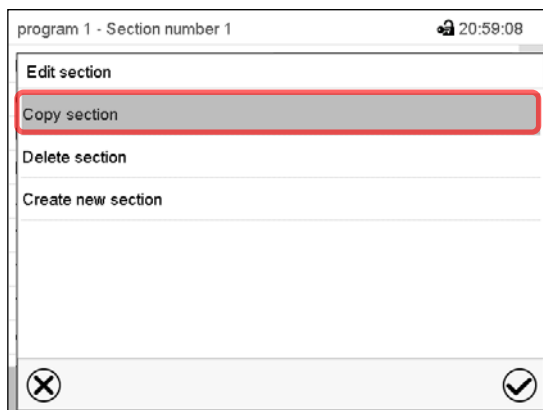 program 1 - Section number 1 20:59:08
Edit section
Copy section
Delete section
Create new section